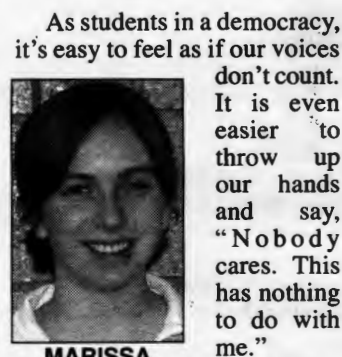 As students in a democracy,
it's easy to feel as if our voices
don't count.
It is even
easier to
throw up
our hands
and say,
"Nobody
cares. This
has nothing
to do with
me."
MARISSA